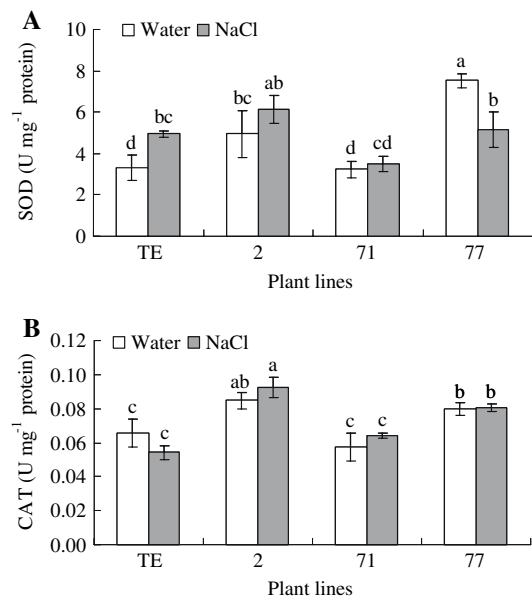 A
Water NaCl
SOD (U mg⁻¹ protein)
10
8
6
4
2
0
d bc bc ab d cd a b
TE 2 71 77
Plant lines
B
Water NaCl
CAT (U mg⁻¹ protein)
0.12
0.10
0.08
0.06
0.04
0.02
0.00
c c ab a c c b b
TE 2 71 77
Plant lines